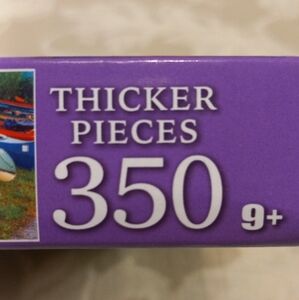 THICKER
PIECES
350 9+